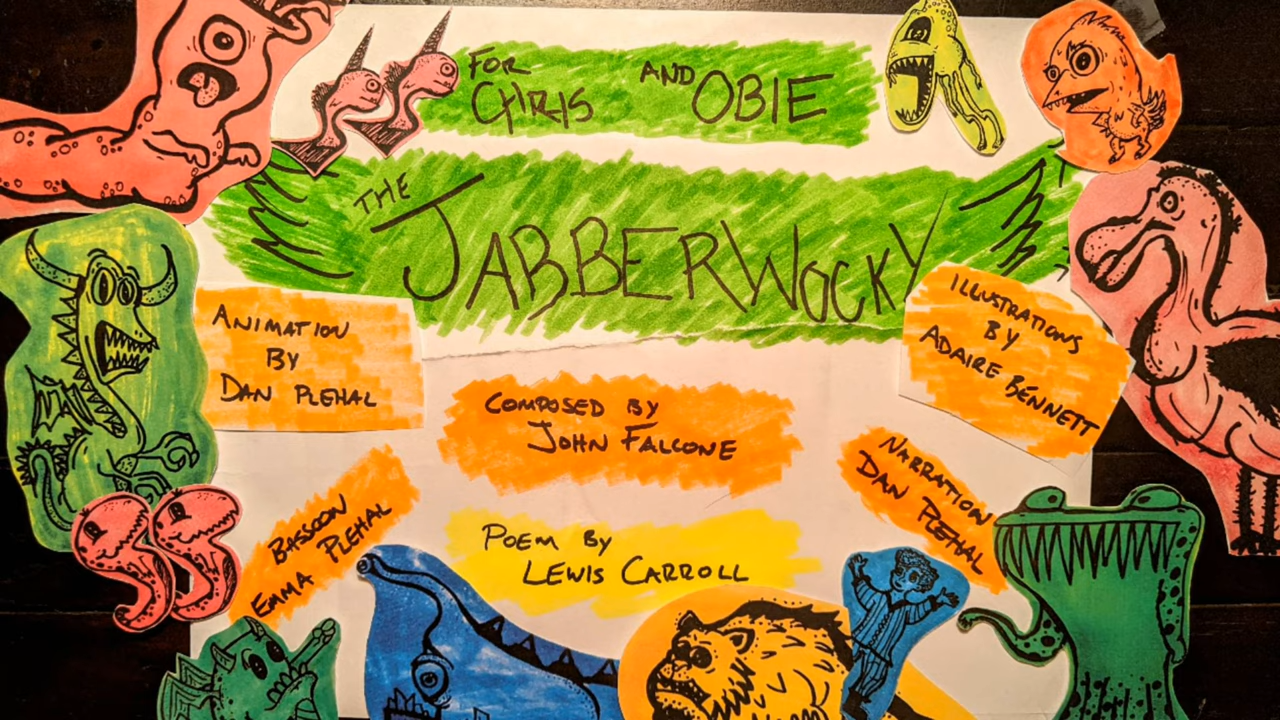 FOR CHRIS AND OBIE
THE
JABBERWOCKY
ANIMATION
BY
DAN PLEHAL
ILLUSTRATIONS
BY
ADAIRE BENNETT
COMPOSED BY
JOHN FALCONE
BASSOON
EMMA PLEHAL
NARRATION
DAN PLEHAL
POEM BY
LEWIS CARROLL